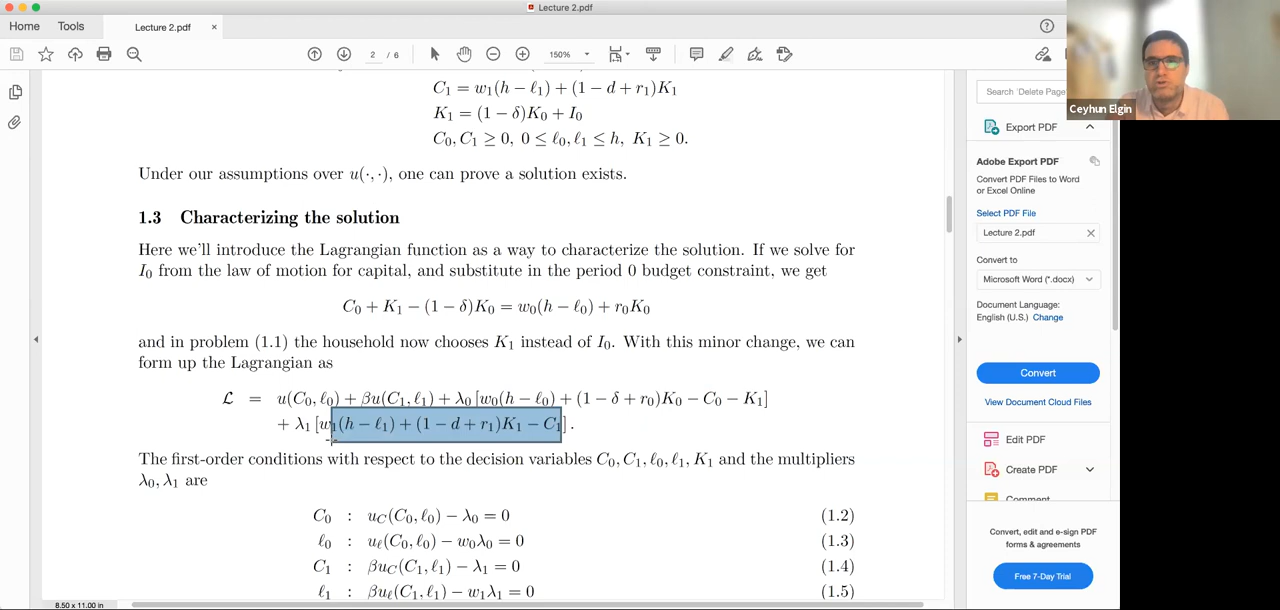 Lecture 2.pdf
Home Tools Lecture 2.pdf ×
2 / 6 150%
C₁ = w₁(h − ℓ₁) + (1 − d + r₁)K₁
K₁ = (1 − δ)K₀ + I₀
C₀, C₁ ≥ 0, 0 ≤ ℓ₀, ℓ₁ ≤ h, K₁ ≥ 0.
Under our assumptions over u(·, ·), one can prove a solution exists.
1.3 Characterizing the solution
Here we'll introduce the Lagrangian function as a way to characterize the solution. If we solve for
I₀ from the law of motion for capital, and substitute in the period 0 budget constraint, we get
C₀ + K₁ − (1 − δ)K₀ = w₀(h − ℓ₀) + r₀K₀
and in problem (1.1) the household now chooses K₁ instead of I₀. With this minor change, we can
form up the Lagrangian as
ℒ = u(C₀, ℓ₀) + βu(C₁, ℓ₁) + λ₀ [w₀(h − ℓ₀) + (1 − δ + r₀)K₀ − C₀ − K₁]
+ λ₁ [w₁(h − ℓ₁) + (1 − d + r₁)K₁ − C₁] .
The first-order conditions with respect to the decision variables C₀, C₁, ℓ₀, ℓ₁, K₁ and the multipliers
λ₀, λ₁ are
C₀ : u_C(C₀, ℓ₀) − λ₀ = 0 (1.2)
ℓ₀ : u_ℓ(C₀, ℓ₀) − w₀λ₀ = 0 (1.3)
C₁ : βu_C(C₁, ℓ₁) − λ₁ = 0 (1.4)
ℓ₁ : βu_ℓ(C₁, ℓ₁) − w₁λ₁ = 0 (1.5)
8.50 x 11.00 in
Ceyhun Elgin
Search 'Delete Page
Export PDF
Adobe Export PDF
Convert PDF Files to Word
or Excel Online
Select PDF File
Lecture 2.pdf ×
Convert to
Microsoft Word (*.docx)
Document Language:
English (U.S.) Change
Convert
View Document Cloud Files
Edit PDF
Create PDF
Comment
Convert, edit and e-sign PDF
forms & agreements
Free 7-Day Trial